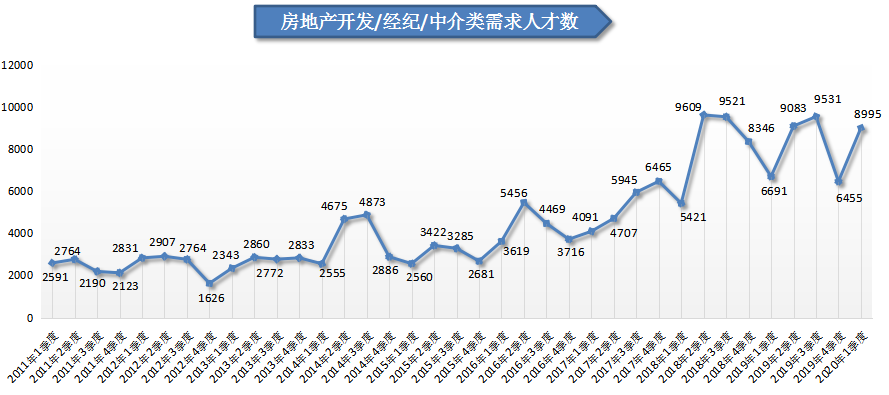 房地产开发/经纪/中介类需求人才数
12000
10000
8000
6000
4000
2000
0
2591
2764
2190
2123
2831
2907
2764
1626
2343
2860
2772
2833
2555
4675
4873
2886
2560
3422
3285
2681
3619
5456
4469
3716
4091
4707
5945
6465
5421
9609
9521
8346
6691
9083
9531
6455
8995
2011年1季度
2011年2季度
2011年3季度
2011年4季度
2012年1季度
2012年2季度
2012年3季度
2012年4季度
2013年1季度
2013年2季度
2013年3季度
2013年4季度
2014年1季度
2014年2季度
2014年3季度
2014年4季度
2015年1季度
2015年2季度
2015年3季度
2015年4季度
2016年1季度
2016年2季度
2016年3季度
2016年4季度
2017年1季度
2017年2季度
2017年3季度
2017年4季度
2018年1季度
2018年2季度
2018年3季度
2018年4季度
2019年1季度
2019年2季度
2019年3季度
2019年4季度
2020年1季度